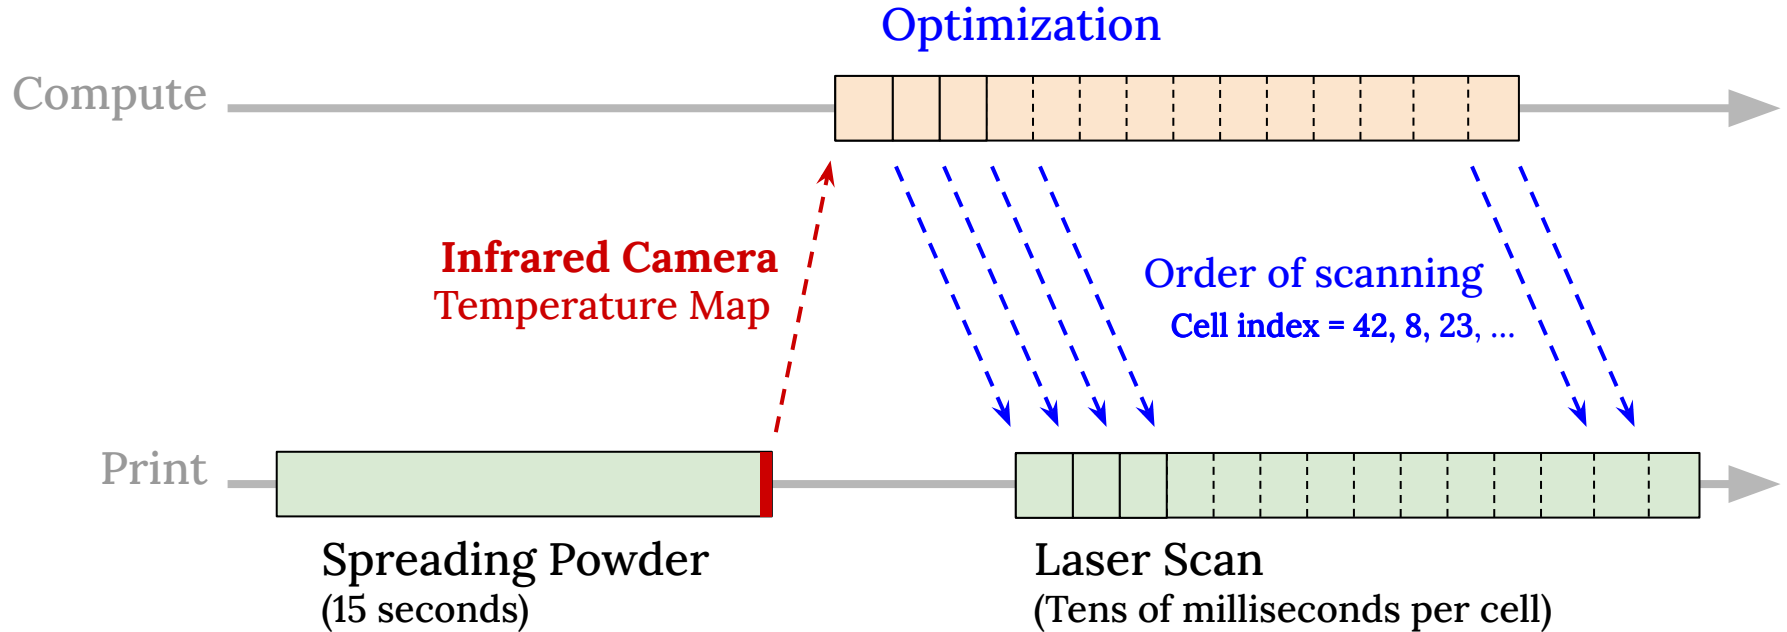 Optimization
Compute
Infrared Camera
Temperature Map
Order of scanning
Cell index = 42, 8, 23, ...
Print
Spreading Powder
(15 seconds)
Laser Scan
(Tens of milliseconds per cell)